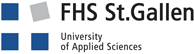 FHS St.Gallen
University
of Applied Sciences